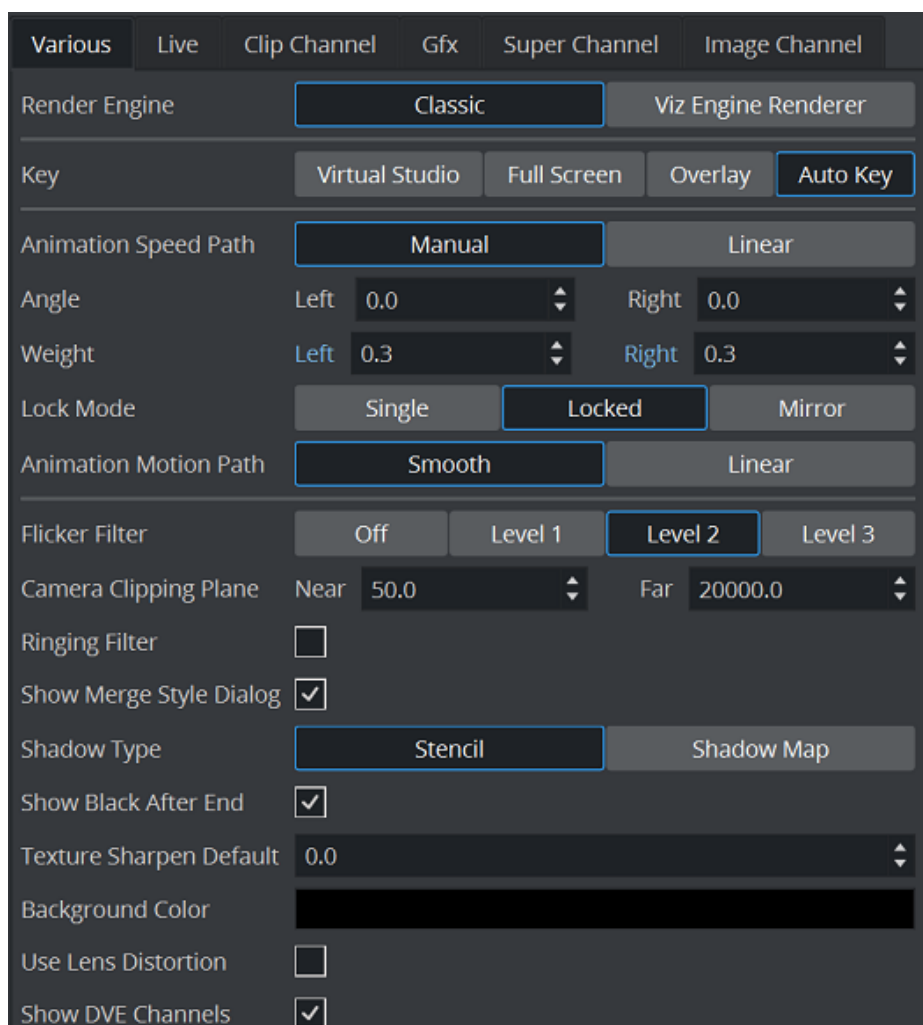 Various Live Clip Channel Gfx Super Channel Image Channel
Render Engine Classic Viz Engine Renderer
Key Virtual Studio Full Screen Overlay Auto Key
Animation Speed Path Manual Linear
Angle Left 0.0 Right 0.0
Weight Left 0.3 Right 0.3
Lock Mode Single Locked Mirror
Animation Motion Path Smooth Linear
Flicker Filter Off Level 1 Level 2 Level 3
Camera Clipping Plane Near 50.0 Far 20000.0
Ringing Filter
Show Merge Style Dialog
Shadow Type Stencil Shadow Map
Show Black After End
Texture Sharpen Default 0.0
Background Color
Use Lens Distortion
Show DVE Channels